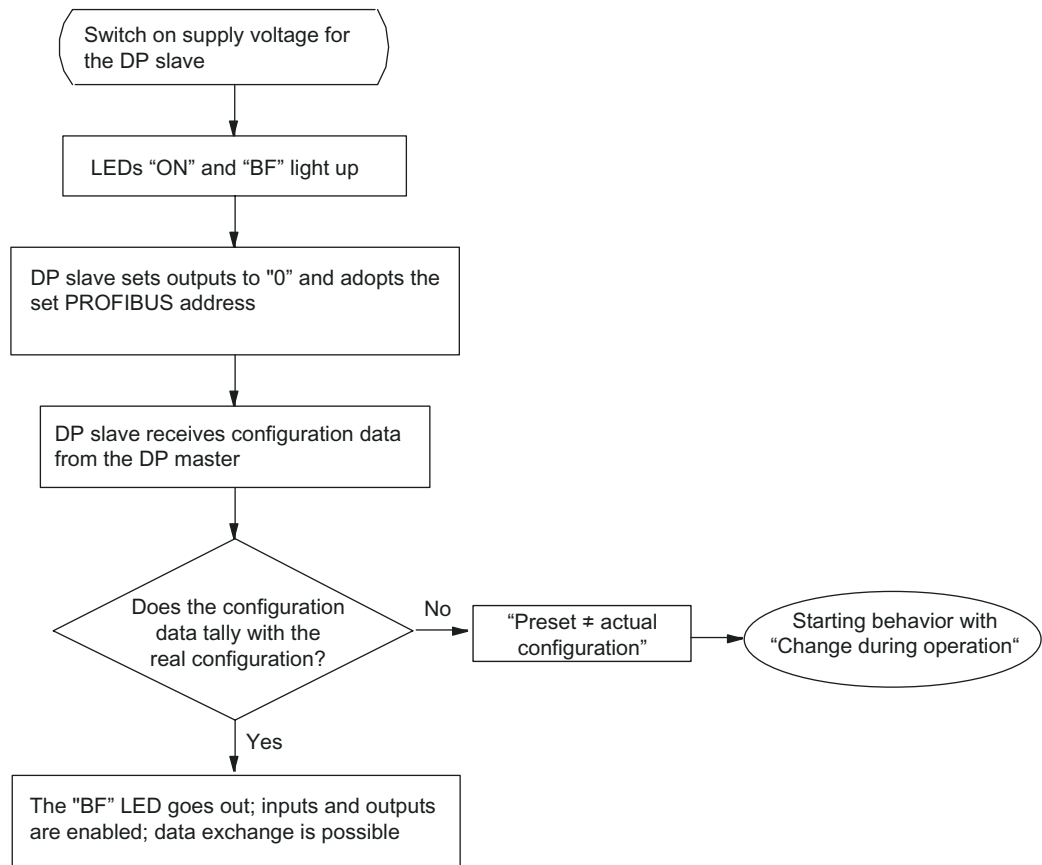 Switch on supply voltage for
the DP slave
LEDs “ON” and “BF” light up
DP slave sets outputs to "0” and adopts the
set PROFIBUS address
DP slave receives configuration data
from the DP master
Does the configuration
data tally with the
real configuration?
No
“Preset ≠ actual
configuration”
Starting behavior with
“Change during operation“
Yes
The "BF” LED goes out; inputs and outputs
are enabled; data exchange is possible